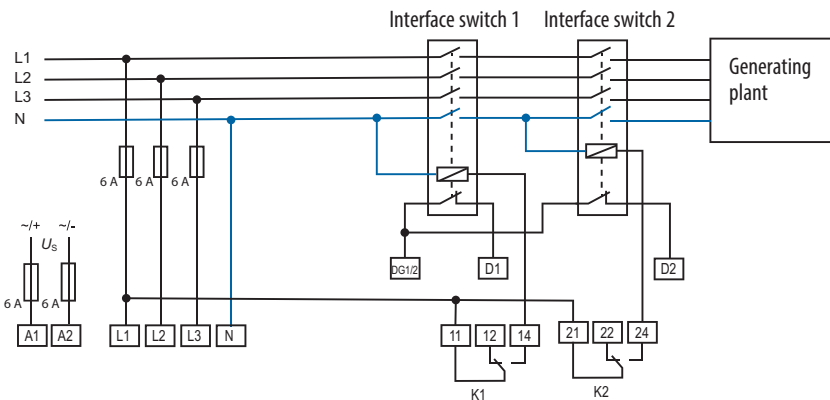 Interface switch 1
Interface switch 2
L1
L2
L3
N
Generating
plant
6 A
6 A
6 A
~/+
~/-
Us
6 A
6 A
DG1/2
D1
D2
A1
A2
L1
L2
L3
N
11
12
14
21
22
24
K1
K2